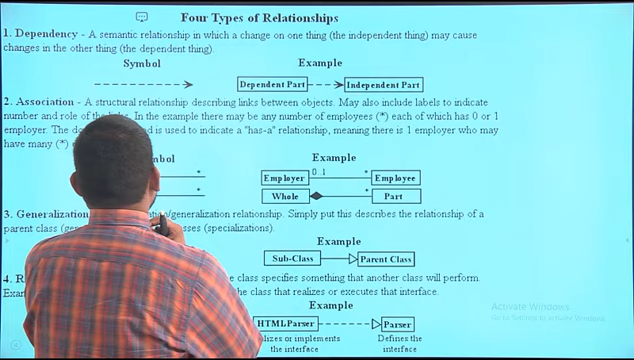 Four Types of Relationships
1. Dependency - A semantic relationship in which a change on one thing (the independent thing) may cause
changes in the other thing (the dependent thing).
Symbol Example
Dependent Part Independent Part
2. Association - A structural relationship describing links between objects. May also include labels to indicate
number and role of the In the example there may be any number of employees (*) each of which has 0 or 1
employer. The is used to indicate a "has-a" relationship, meaning there is 1 employer who may
have many (*)
Example
* Employer 0..1 * Employee
* Whole * Part
3. Generalization /generalization relationship. Simply put this describes the relationship of a
parent class (specializations).
Example
Sub-Class Parent Class
4. class specifies something that another class will perform.
the class that realizes or executes that interface.
Example
HTMLParser Parser
or implements Defines the
the interface interface
Activate Windows
Go to Settings to activate Windows.